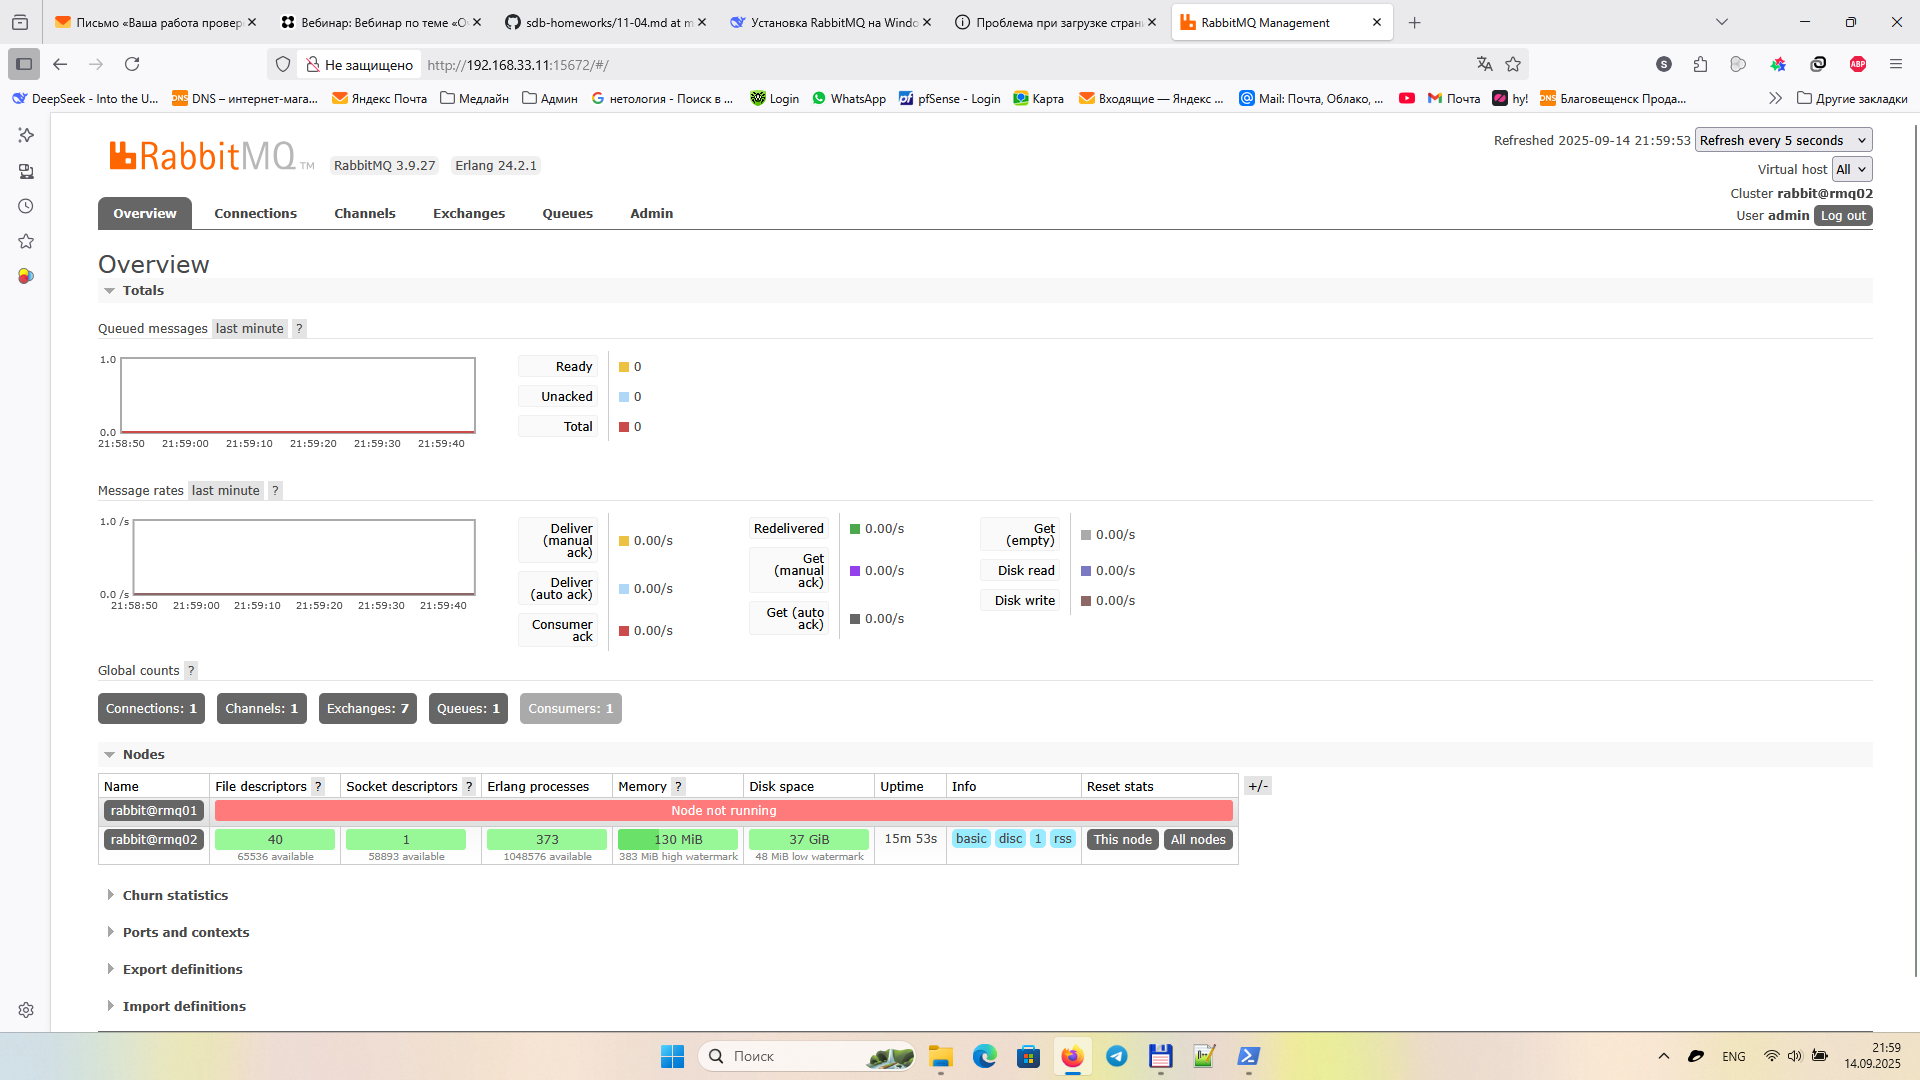 Письмо «Ваша работа провер
Вебинар: Вебинар по теме «О
sdb-homeworks/11-04.md at m
Установка RabbitMQ на Windo
Проблема при загрузке стран
RabbitMQ Management
Не защищено
http://192.168.33.11:15672/#/
S
ABP
DeepSeek - Into the U...
DNS – интернет-мага...
Яндекс Почта
Медлайн
Админ
нетология - Поиск в ...
Login
WhatsApp
pfSense - Login
Карта
Входящие — Яндекс ...
Mail: Почта, Облако, ...
Почта
hy!
Благовещенск Прода...
Другие закладки
RabbitMQ TM
RabbitMQ 3.9.27
Erlang 24.2.1
Refreshed 2025-09-14 21:59:53
Refresh every 5 seconds
Virtual host All
Cluster rabbit@rmq02
User admin Log out
Overview
Connections
Channels
Exchanges
Queues
Admin
Overview
Totals
Queued messages last minute ?
1.0
0.0
21:58:50 21:59:00 21:59:10 21:59:20 21:59:30 21:59:40
Ready 0
Unacked 0
Total 0
Message rates last minute ?
1.0 /s
0.0 /s
21:58:50 21:59:00 21:59:10 21:59:20 21:59:30 21:59:40
Deliver (manual ack) 0.00/s
Deliver (auto ack) 0.00/s
Consumer ack 0.00/s
Redelivered 0.00/s
Get (manual ack) 0.00/s
Get (auto ack) 0.00/s
Get (empty) 0.00/s
Disk read 0.00/s
Disk write 0.00/s
Global counts ?
Connections: 1
Channels: 1
Exchanges: 7
Queues: 1
Consumers: 1
Nodes
Name File descriptors ? Socket descriptors ? Erlang processes Memory ? Disk space Uptime Info Reset stats +/-
rabbit@rmq01 Node not running
rabbit@rmq02 40 1 373 130 MiB 37 GiB 15m 53s basic disc 1 rss This node All nodes
65536 available 58893 available 1048576 available 383 MiB high watermark 48 MiB low watermark
Churn statistics
Ports and contexts
Export definitions
Import definitions
Поиск
ENG
21:59
14.09.2025